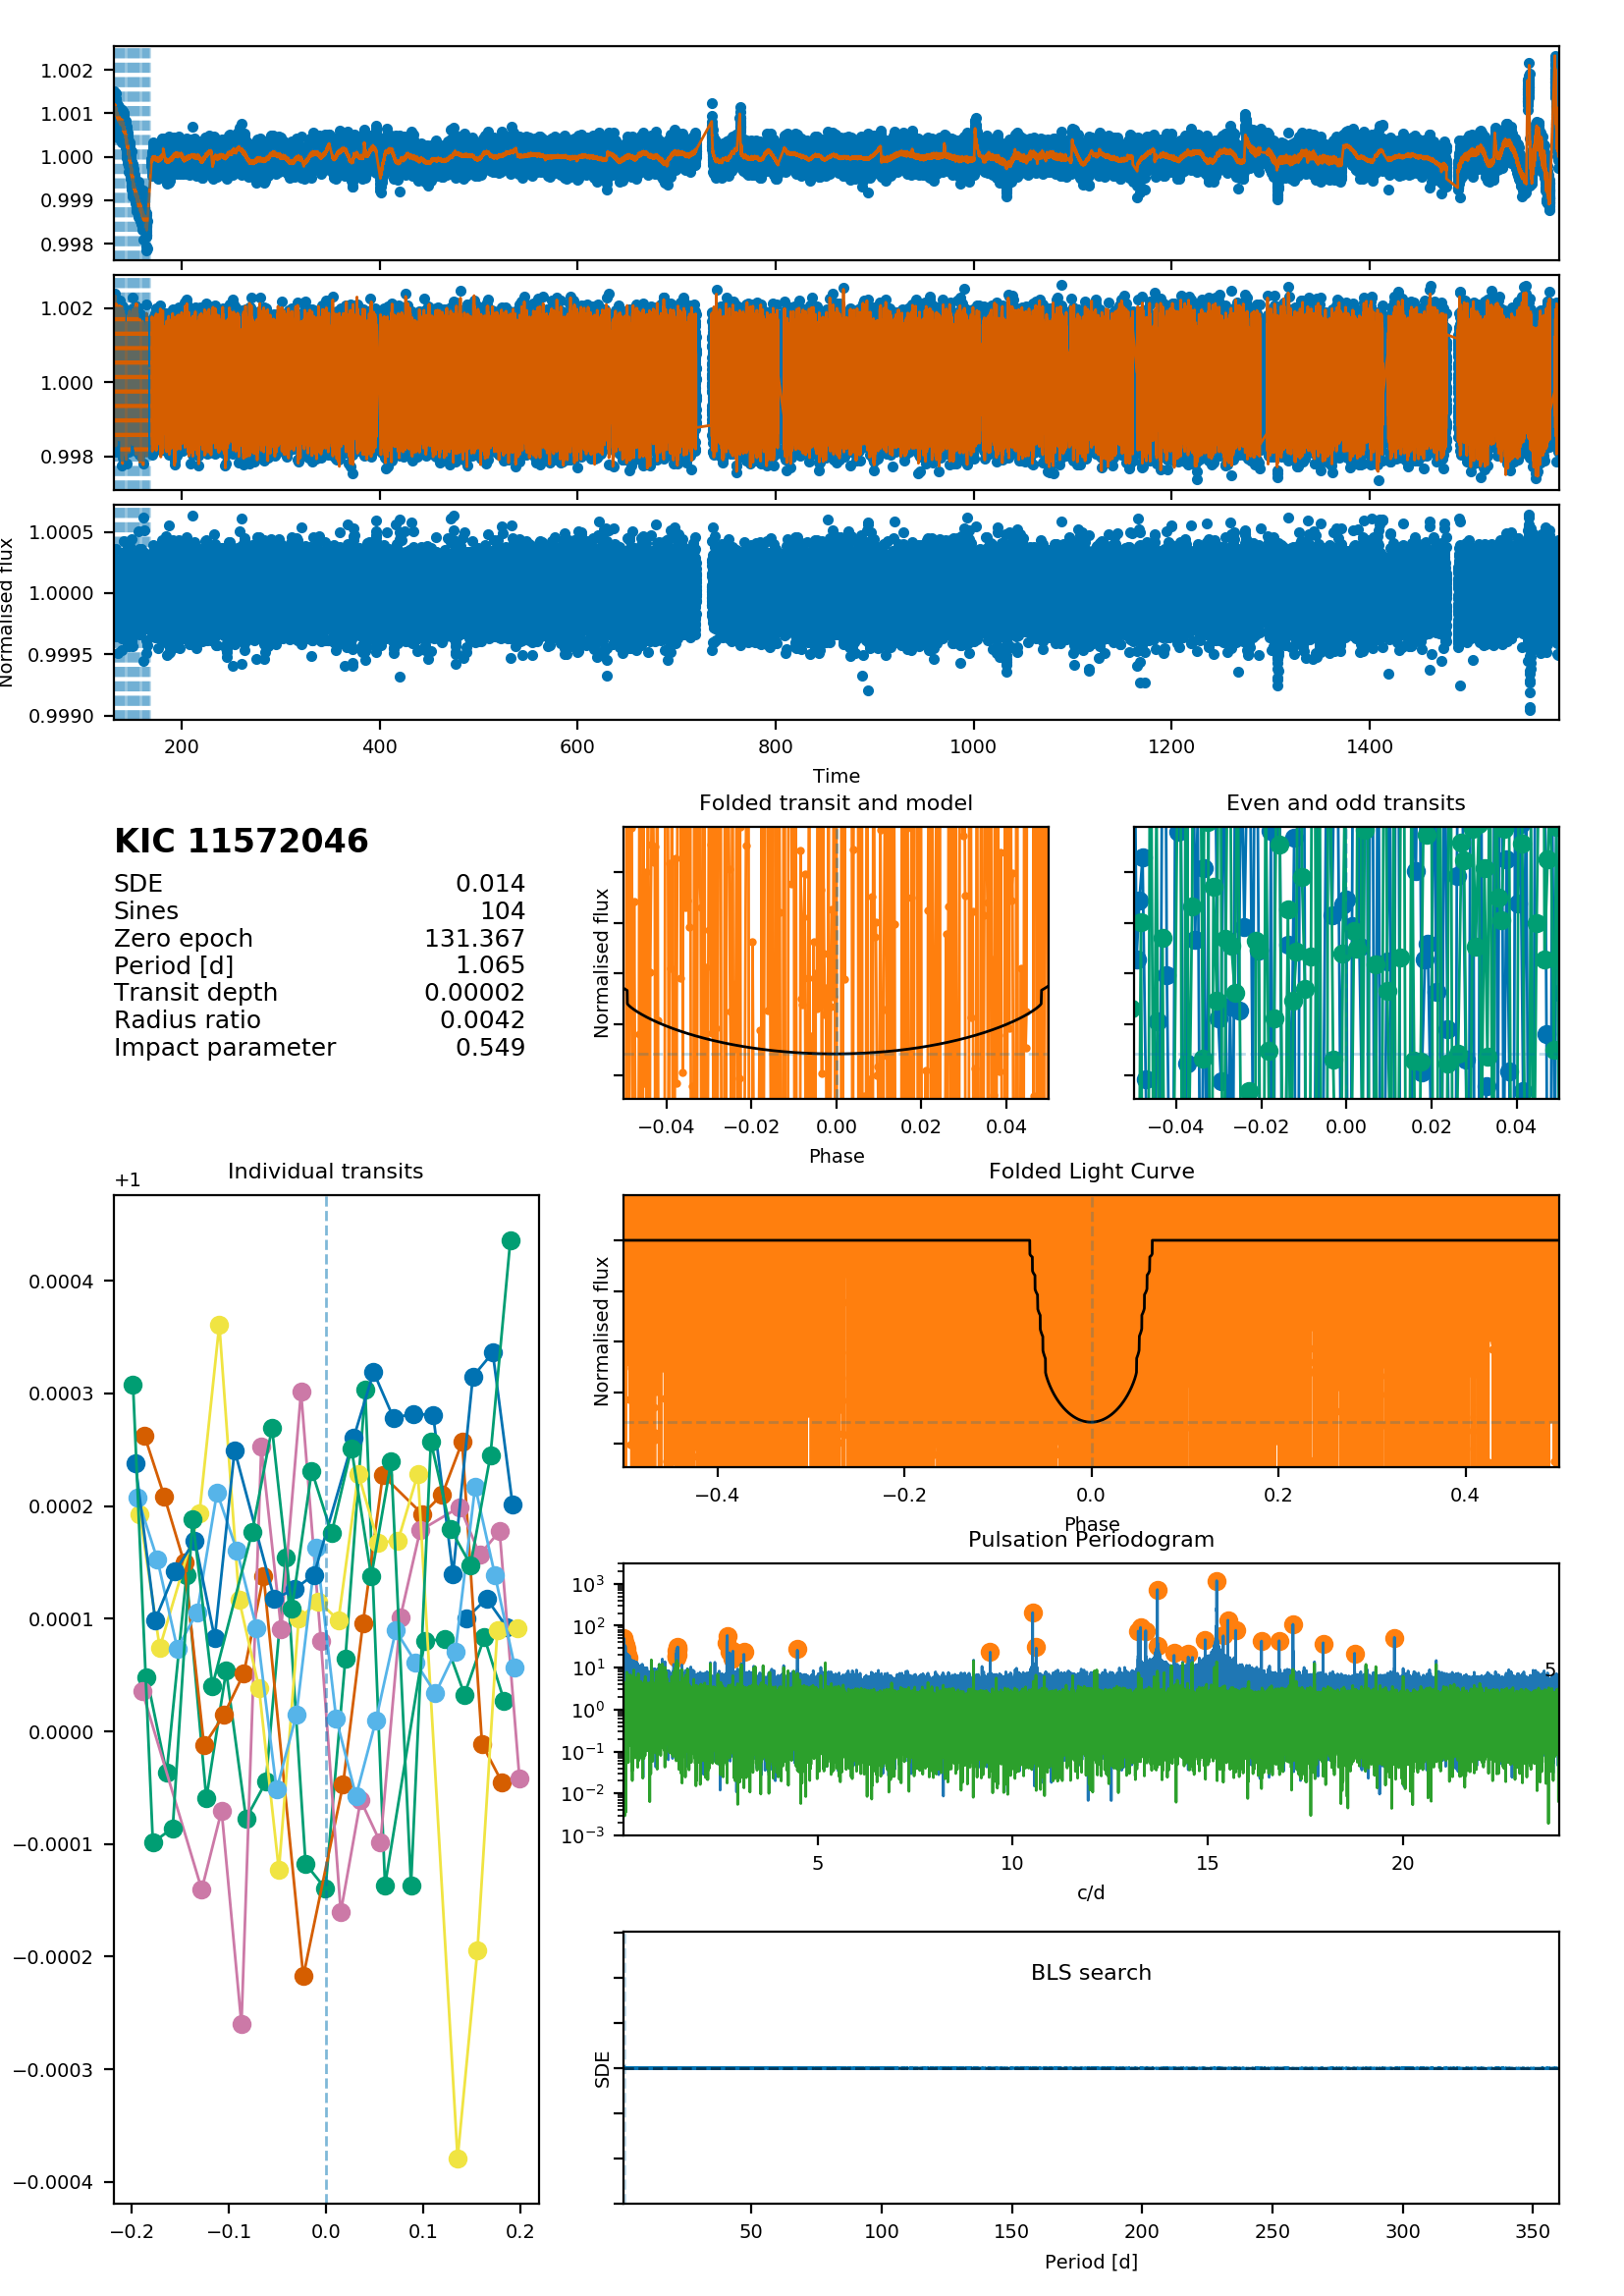 1.002
1.001
1.000
0.999
0.998
1.002
1.000
0.998
Normalised flux
1.0005
1.0000
0.9995
0.9990
200 400 600 800 1000 1200 1400
Time
KIC 11572046
SDE 0.014
Sines 104
Zero epoch 131.367
Period [d] 1.065
Transit depth 0.00002
Radius ratio 0.0042
Impact parameter 0.549
Folded transit and model
Normalised flux
−0.04 −0.02 0.00 0.02 0.04
Phase
Even and odd transits
−0.04 −0.02 0.00 0.02 0.04
Individual transits
+1
0.0004
0.0003
0.0002
0.0001
0.0000
−0.0001
−0.0002
−0.0003
−0.0004
−0.2 −0.1 0.0 0.1 0.2
Folded Light Curve
Normalised flux
−0.4 −0.2 0.0 0.2 0.4
Phase
Pulsation Periodogram
10³
10²
10¹
10⁰
10⁻¹
10⁻²
10⁻³
5
5 10 15 20
c/d
BLS search
SDE
50 100 150 200 250 300 350
Period [d]